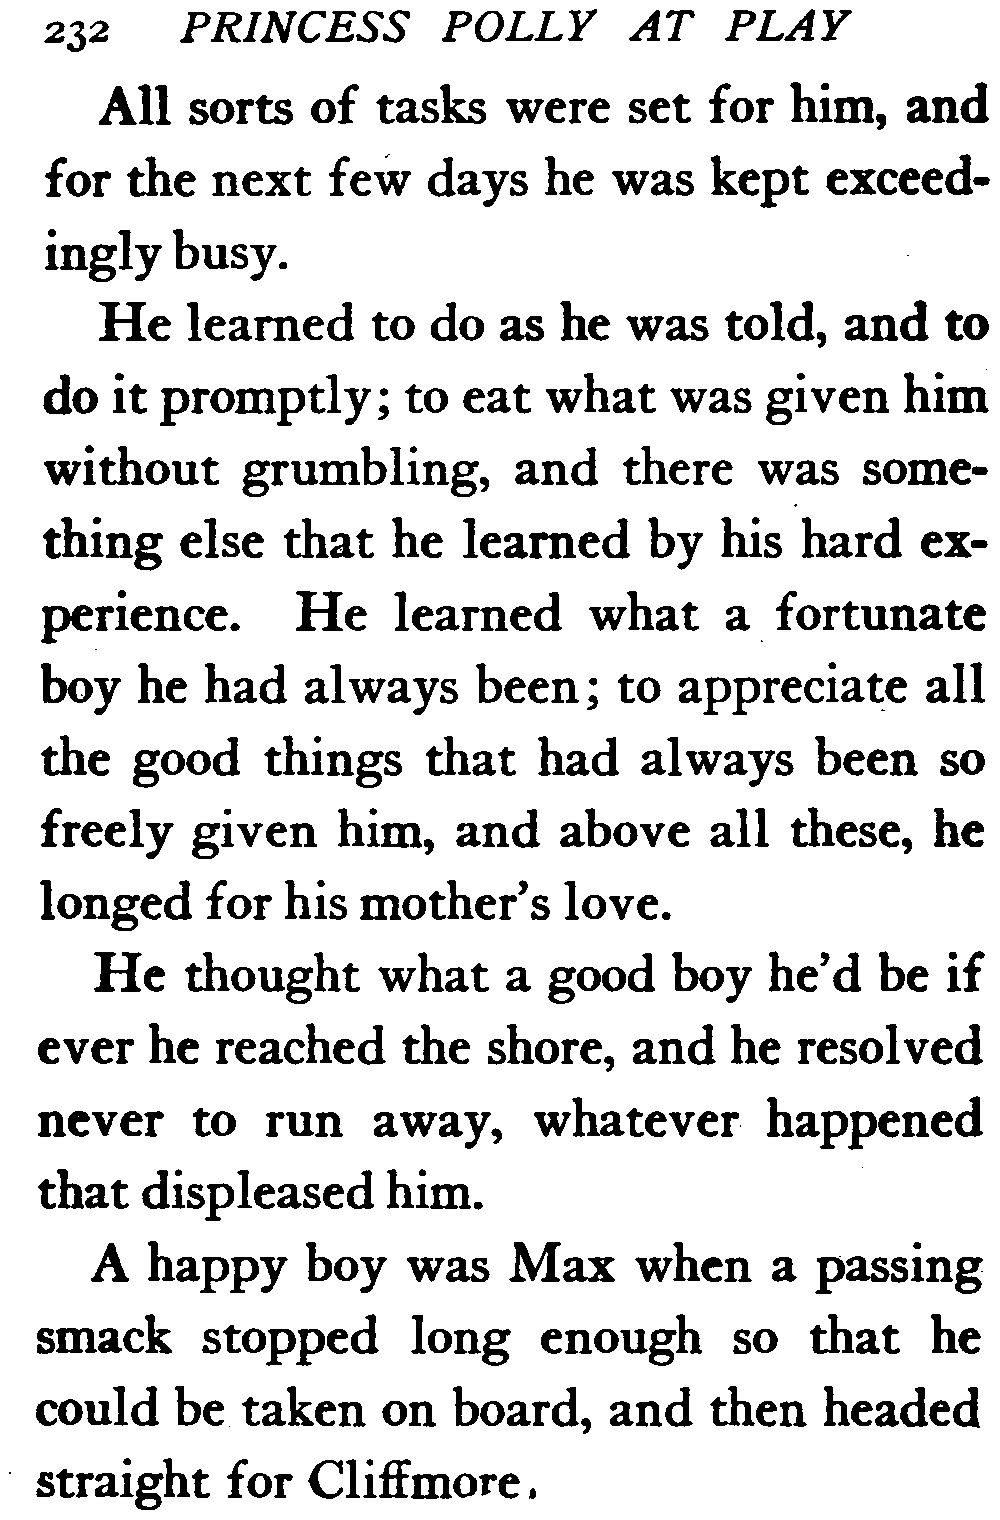 232 PRINCESS POLLY AT PLAY
All sorts of tasks were set for him, and
for the next few days he was kept exceed-
ingly busy.
He learned to do as he was told, and to
do it promptly; to eat what was given him
without grumbling, and there was some-
thing else that he learned by his hard ex-
perience. He learned what a fortunate
boy he had always been; to appreciate all
the good things that had always been so
freely given him, and above all these, he
longed for his mother's love.
He thought what a good boy he'd be if
ever he reached the shore, and he resolved
never to run away, whatever happened
that displeased him.
A happy boy was Max when a passing
smack stopped long enough so that he
could be taken on board, and then headed
straight for Cliffmore.